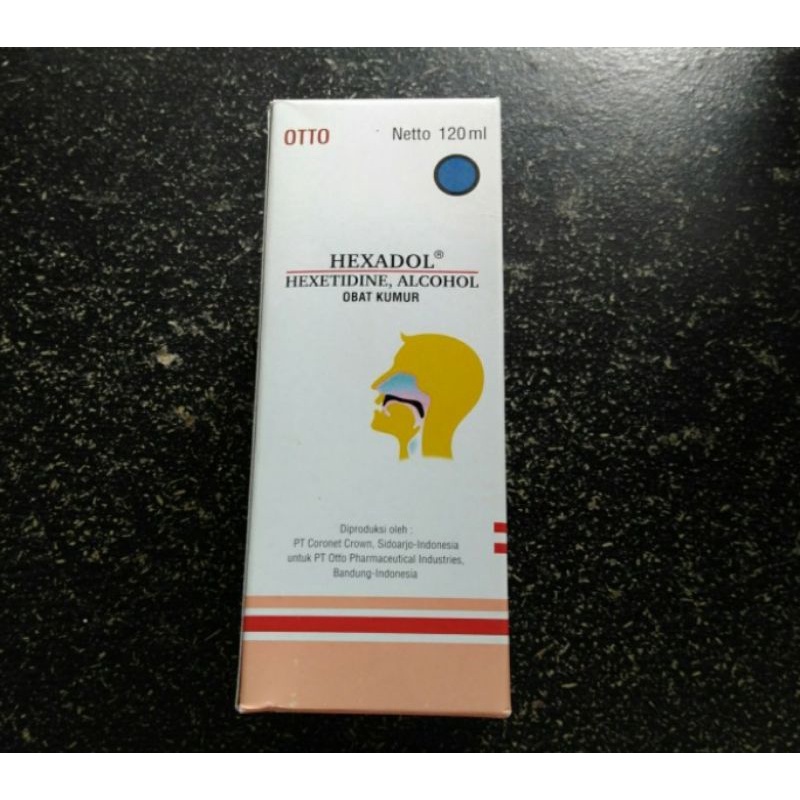 OTTO
Netto 120 ml
HEXADOL®
HEXETIDINE, ALCOHOL
OBAT KUMUR
Diproduksi oleh :
PT Coronet Crown, Sidoarjo-Indonesia
untuk PT Otto Pharmaceutical Industries,
Bandung-Indonesia